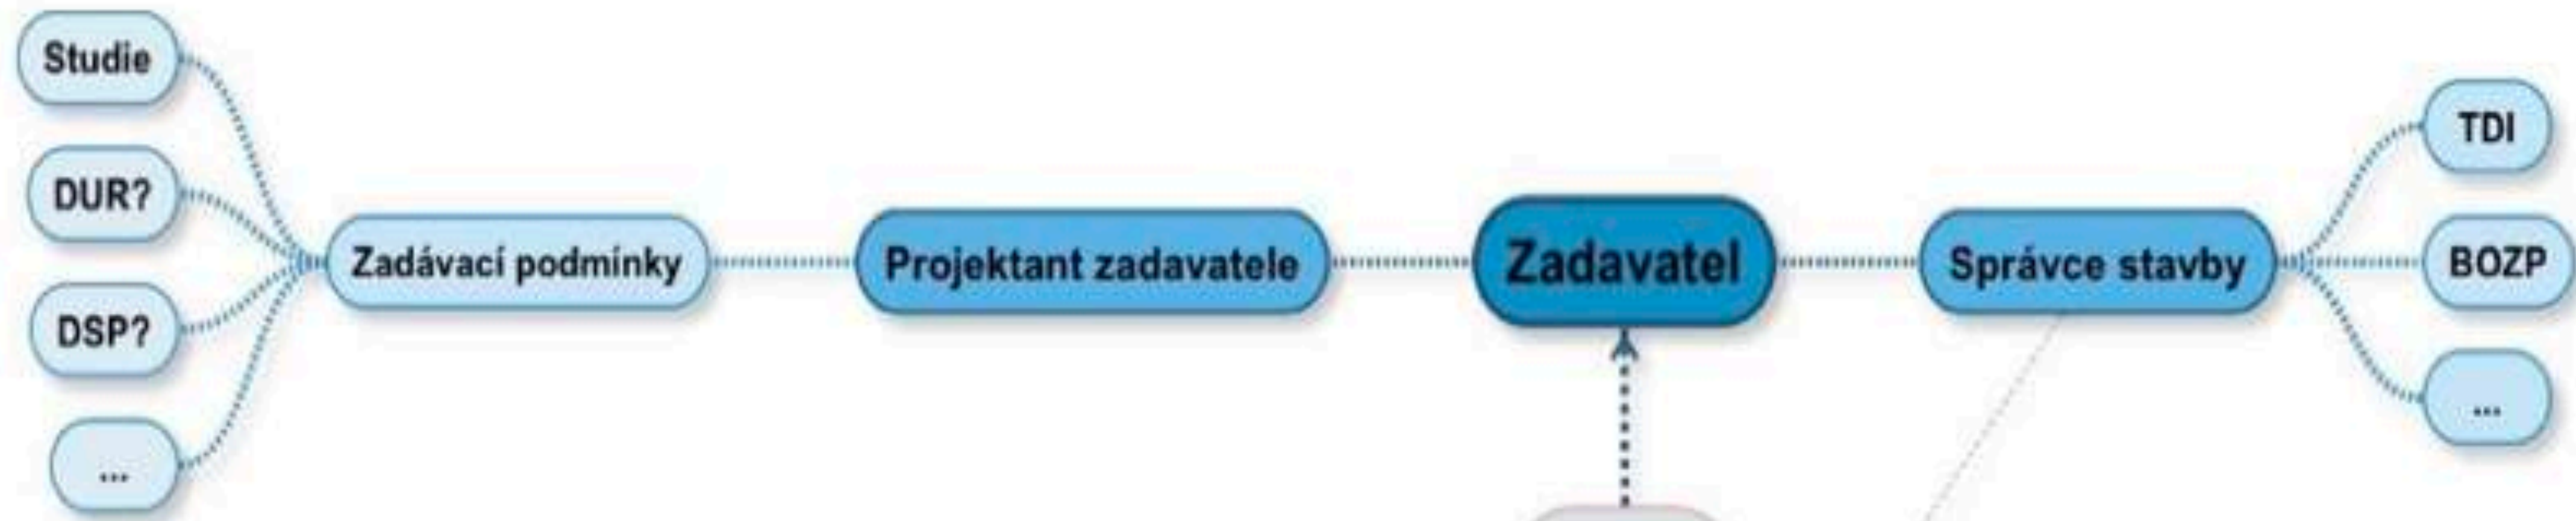 Studie
DUR?
DSP?
...
Zadávací podmínky
Projektant zadavatele
Zadavatel
Správce stavby
TDI
BOZP
...